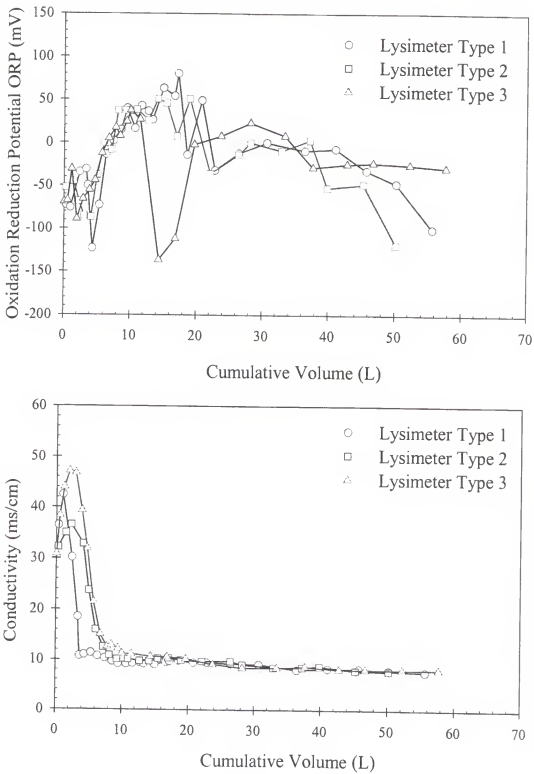 150
100
50
0
-50
-100
-150
-200
Oxidation Reduction Potential ORP (mV)
Lysimeter Type 1
Lysimeter Type 2
Lysimeter Type 3
0 10 20 30 40 50 60 70
Cumulative Volume (L)
60
50
40
30
20
10
0
Conductivity (ms/cm)
Lysimeter Type 1
Lysimeter Type 2
Lysimeter Type 3
0 10 20 30 40 50 60 70
Cumulative Volume (L)